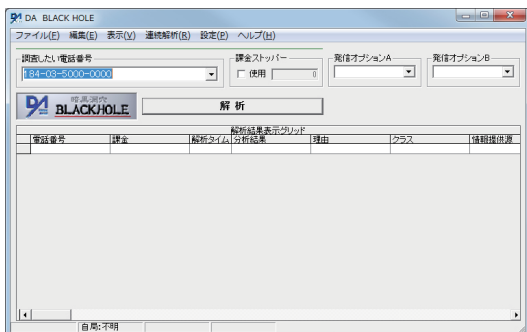 DA BLACK HOLE
ファイル(F) 編集(E) 表示(V) 連続解析(R) 設定(P) ヘルプ(H)
調査したい電話番号 課金ストッパー 発信オプションA 発信オプションB
184-03-5000-0000 使用 0
暗黒洞穴
DA BLACKHOLE 解 析
解析結果表示グリッド
電話番号 課金 解析タイム 分析結果 理由 クラス 情報提供源
自局:不明